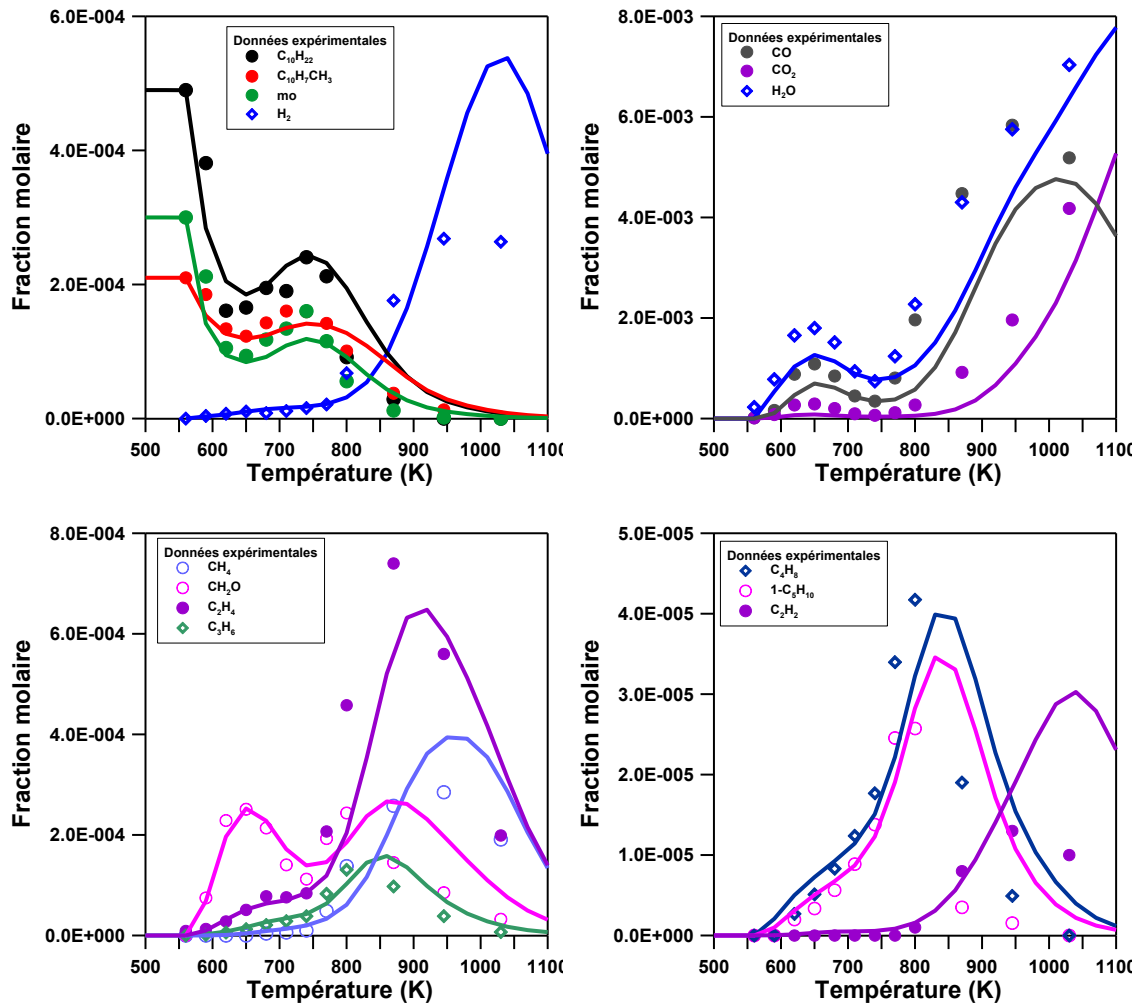 6.0E-004
4.0E-004
2.0E-004
0.0E+000
Fraction molaire
Données expérimentales
C10H22
C10H7CH3
mo
H2
500 600 700 800 900 1000 1100
Température (K)
8.0E-003
6.0E-003
4.0E-003
2.0E-003
0.0E+000
Fraction molaire
Données expérimentales
CO
CO2
H2O
500 600 700 800 900 1000 1100
Température (K)
8.0E-004
6.0E-004
4.0E-004
2.0E-004
0.0E+000
Fraction molaire
Données expérimentales
CH4
CH2O
C2H4
C3H6
500 600 700 800 900 1000 1100
Température (K)
5.0E-005
4.0E-005
3.0E-005
2.0E-005
1.0E-005
0.0E+000
Fraction molaire
Données expérimentales
C4H8
1-C5H10
C2H2
500 600 700 800 900 1000 1100
Température (K)